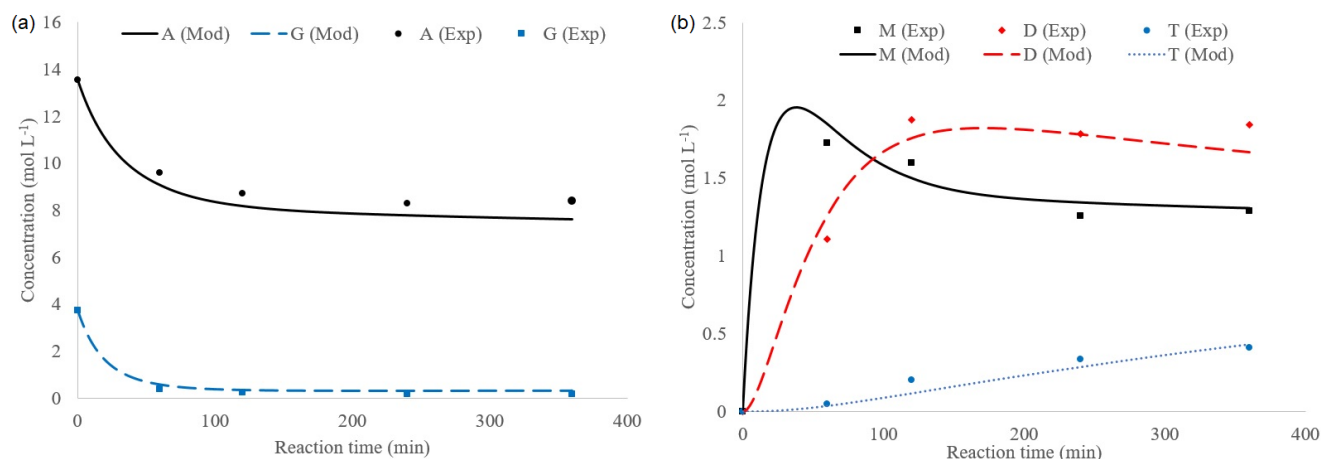 (a)
A (Mod) G (Mod) A (Exp) G (Exp)
Concentration (mol L⁻¹)
16
14
12
10
8
6
4
2
0
0 100 200 300 400
Reaction time (min)
(b)
M (Exp) D (Exp) T (Exp)
M (Mod) D (Mod) T (Mod)
Concentration (mol L⁻¹)
2.5
2
1.5
1
0.5
0
0 100 200 300 400
Reaction time (min)